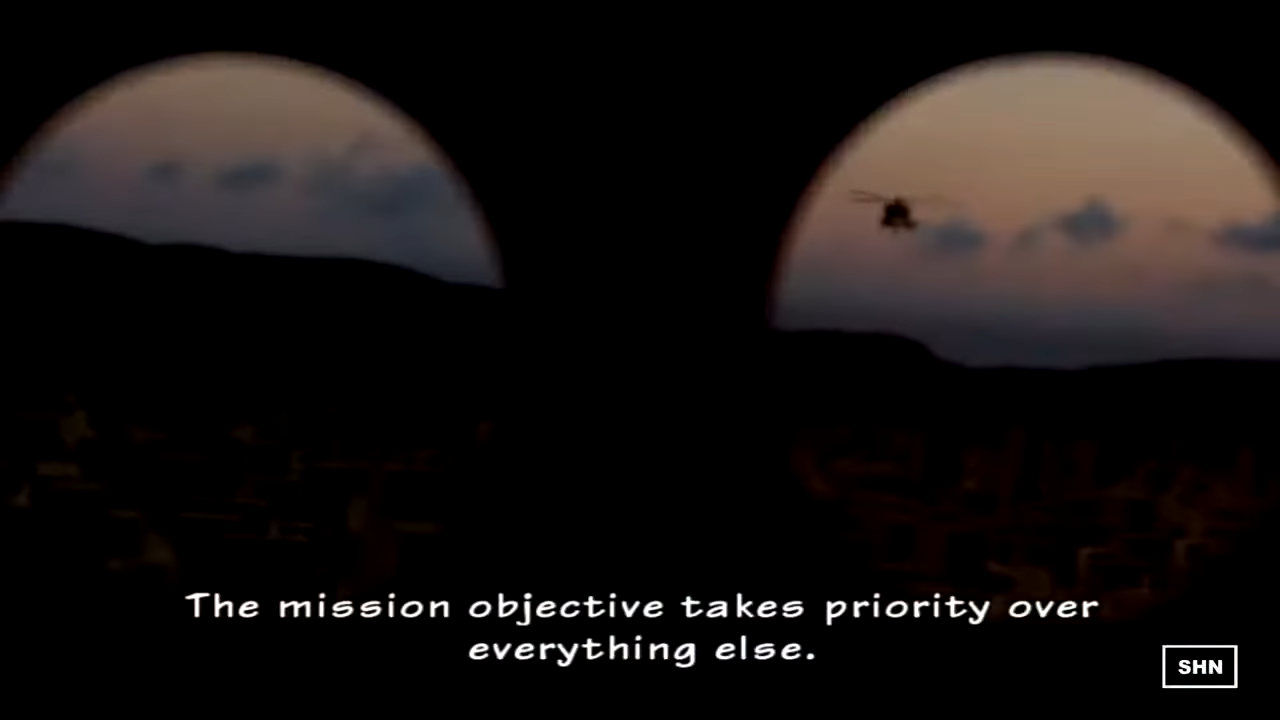 The mission objective takes priority over
everything else.
SHN